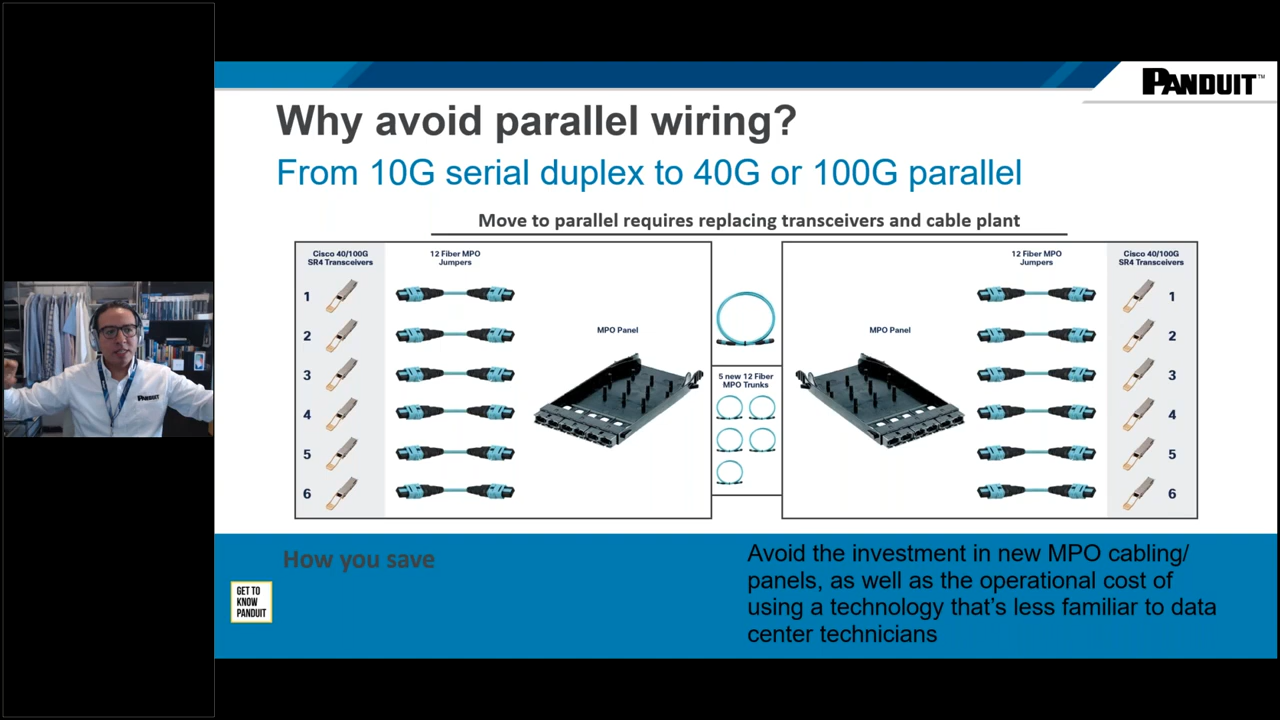 PANDUIT™
Why avoid parallel wiring?
From 10G serial duplex to 40G or 100G parallel
Move to parallel requires replacing transceivers and cable plant
Cisco 40/100G
SR4 Transceivers
12 Fiber MPO
Jumpers
1
2
3
4
5
6
MPO Panel
5 new 12 Fiber
MPO Trunks
MPO Panel
12 Fiber MPO
Jumpers
Cisco 40/100G
SR4 Transceivers
1
2
3
4
5
6
PANDUIT
How you save
GET TO
KNOW
PANDUIT
Avoid the investment in new MPO cabling/
panels, as well as the operational cost of
using a technology that's less familiar to data
center technicians